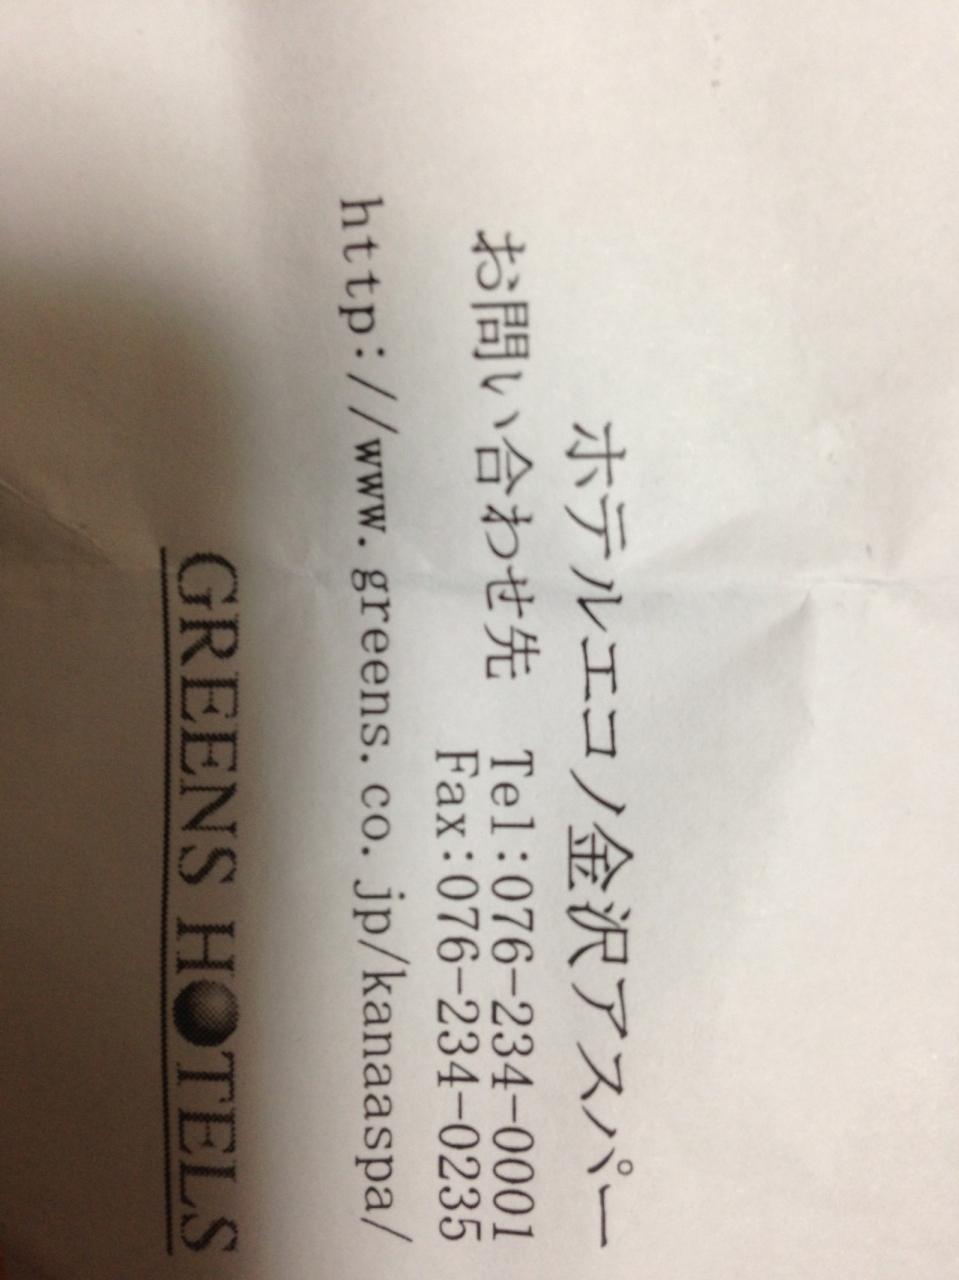 ホテルエコノ金沢アスパー
お問い合わせ先 Tel:076-234-0001
Fax:076-234-0235
http://www.greens.co.jp/kanaaspa/
GREENS HOTELS